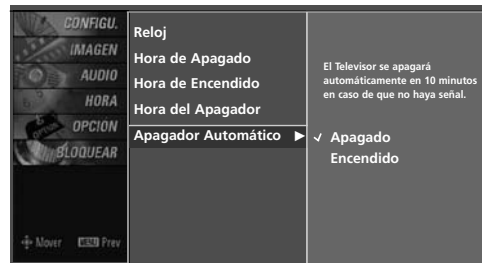 CONFIGU.
IMAGEN
AUDIO
HORA
OPCION
BLOQUEAR
Mover MENU Prev
Reloj
Hora de Apagado
Hora de Encendido
Hora del Apagador
Apagador Automático ▶
El Televisor se apagará
automáticamente en 10 minutos
en caso de que no haya señal.
✓ Apagado
Encendido